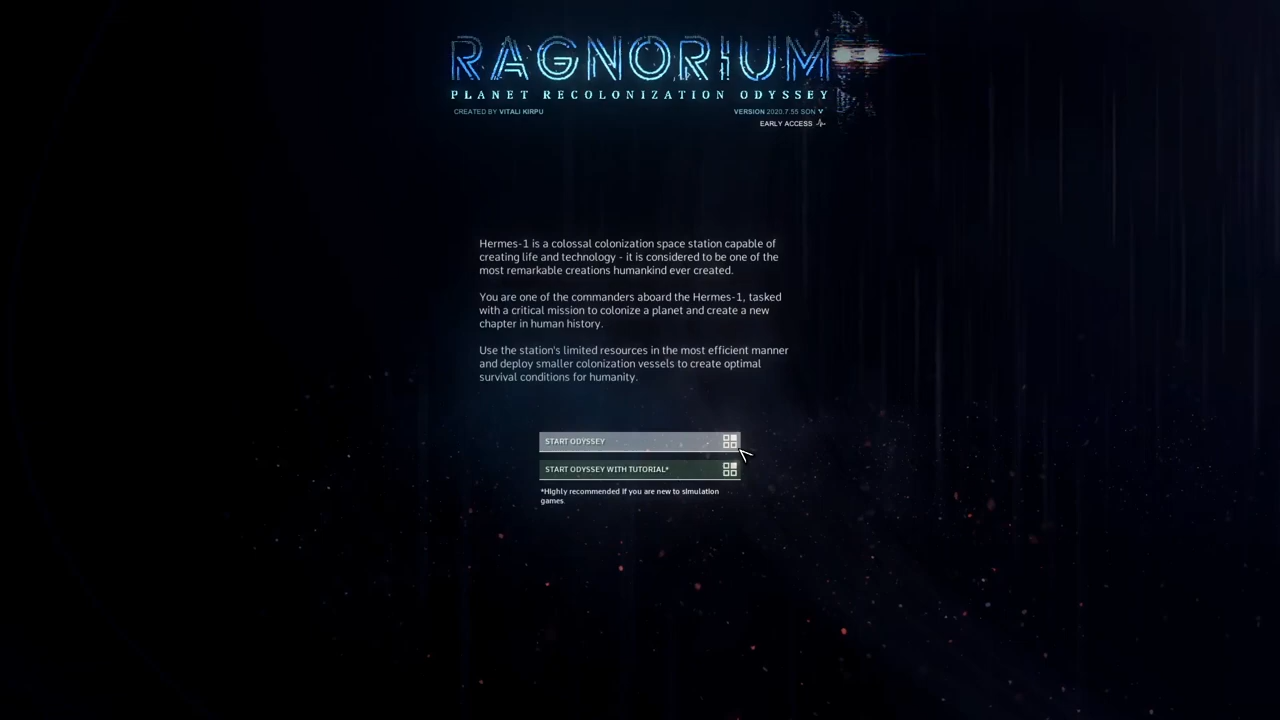 RAGNORIUM
PLANET RECOLONIZATION ODYSSEY
CREATED BY VITALI KIRPU
VERSION 2020.7.55 SON
EARLY ACCESS
Hermes-1 is a colossal colonization space station capable of
creating life and technology - it is considered to be one of the
most remarkable creations humankind ever created.
You are one of the commanders aboard the Hermes-1, tasked
with a critical mission to colonize a planet and create a new
chapter in human history.
Use the station's limited resources in the most efficient manner
and deploy smaller colonization vessels to create optimal
survival conditions for humanity.
START ODYSSEY
START ODYSSEY WITH TUTORIAL*
*Highly recommended if you are new to simulation
games.